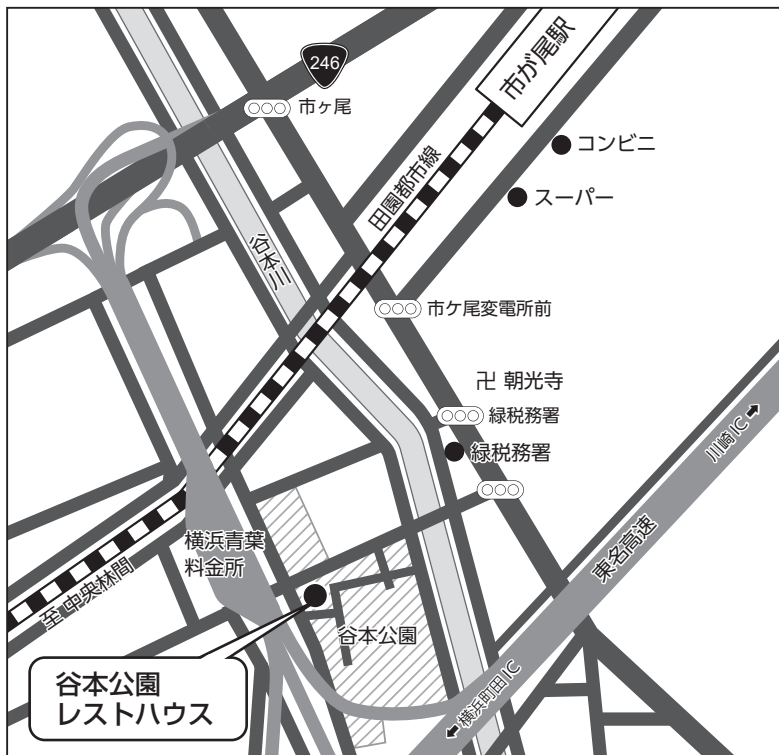 246
市ヶ尾
市が尾駅
コンビニ
スーパー
田園都市線
谷本川
市ケ尾変電所前
卍 朝光寺
緑税務署
緑税務署
川崎IC
東名高速
横浜青葉
料金所
至 中央林間
谷本公園
谷本公園
レストハウス
横浜町田IC